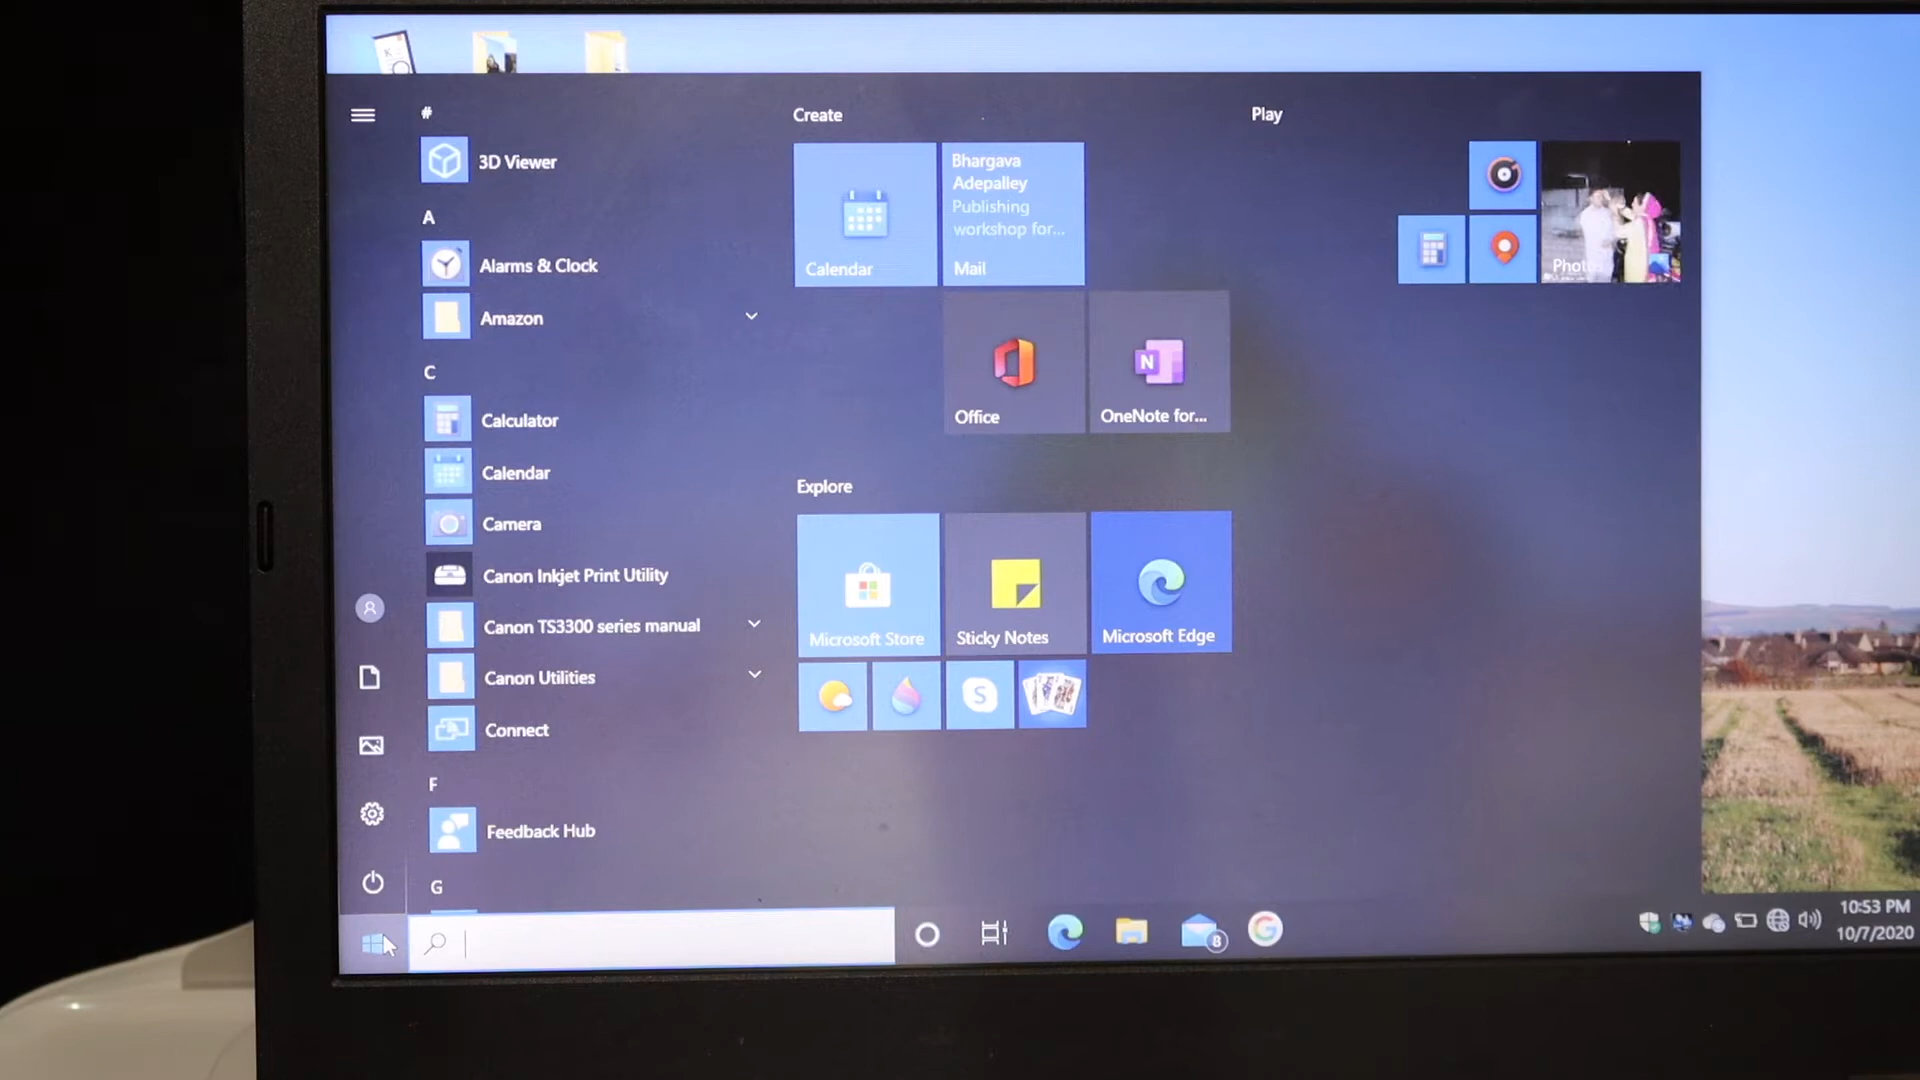 #
3D Viewer
A
Alarms & Clock
Amazon
C
Calculator
Calendar
Camera
Canon Inkjet Print Utility
Canon TS3300 series manual
Canon Utilities
Connect
F
Feedback Hub
G
Create
Calendar
Bhargava
Adepalley
Publishing
workshop for...
Mail
Office
N
OneNote for...
Explore
Microsoft Store
Sticky Notes
Microsoft Edge
S
Play
Photos
8
G
10:53 PM
10/7/2020